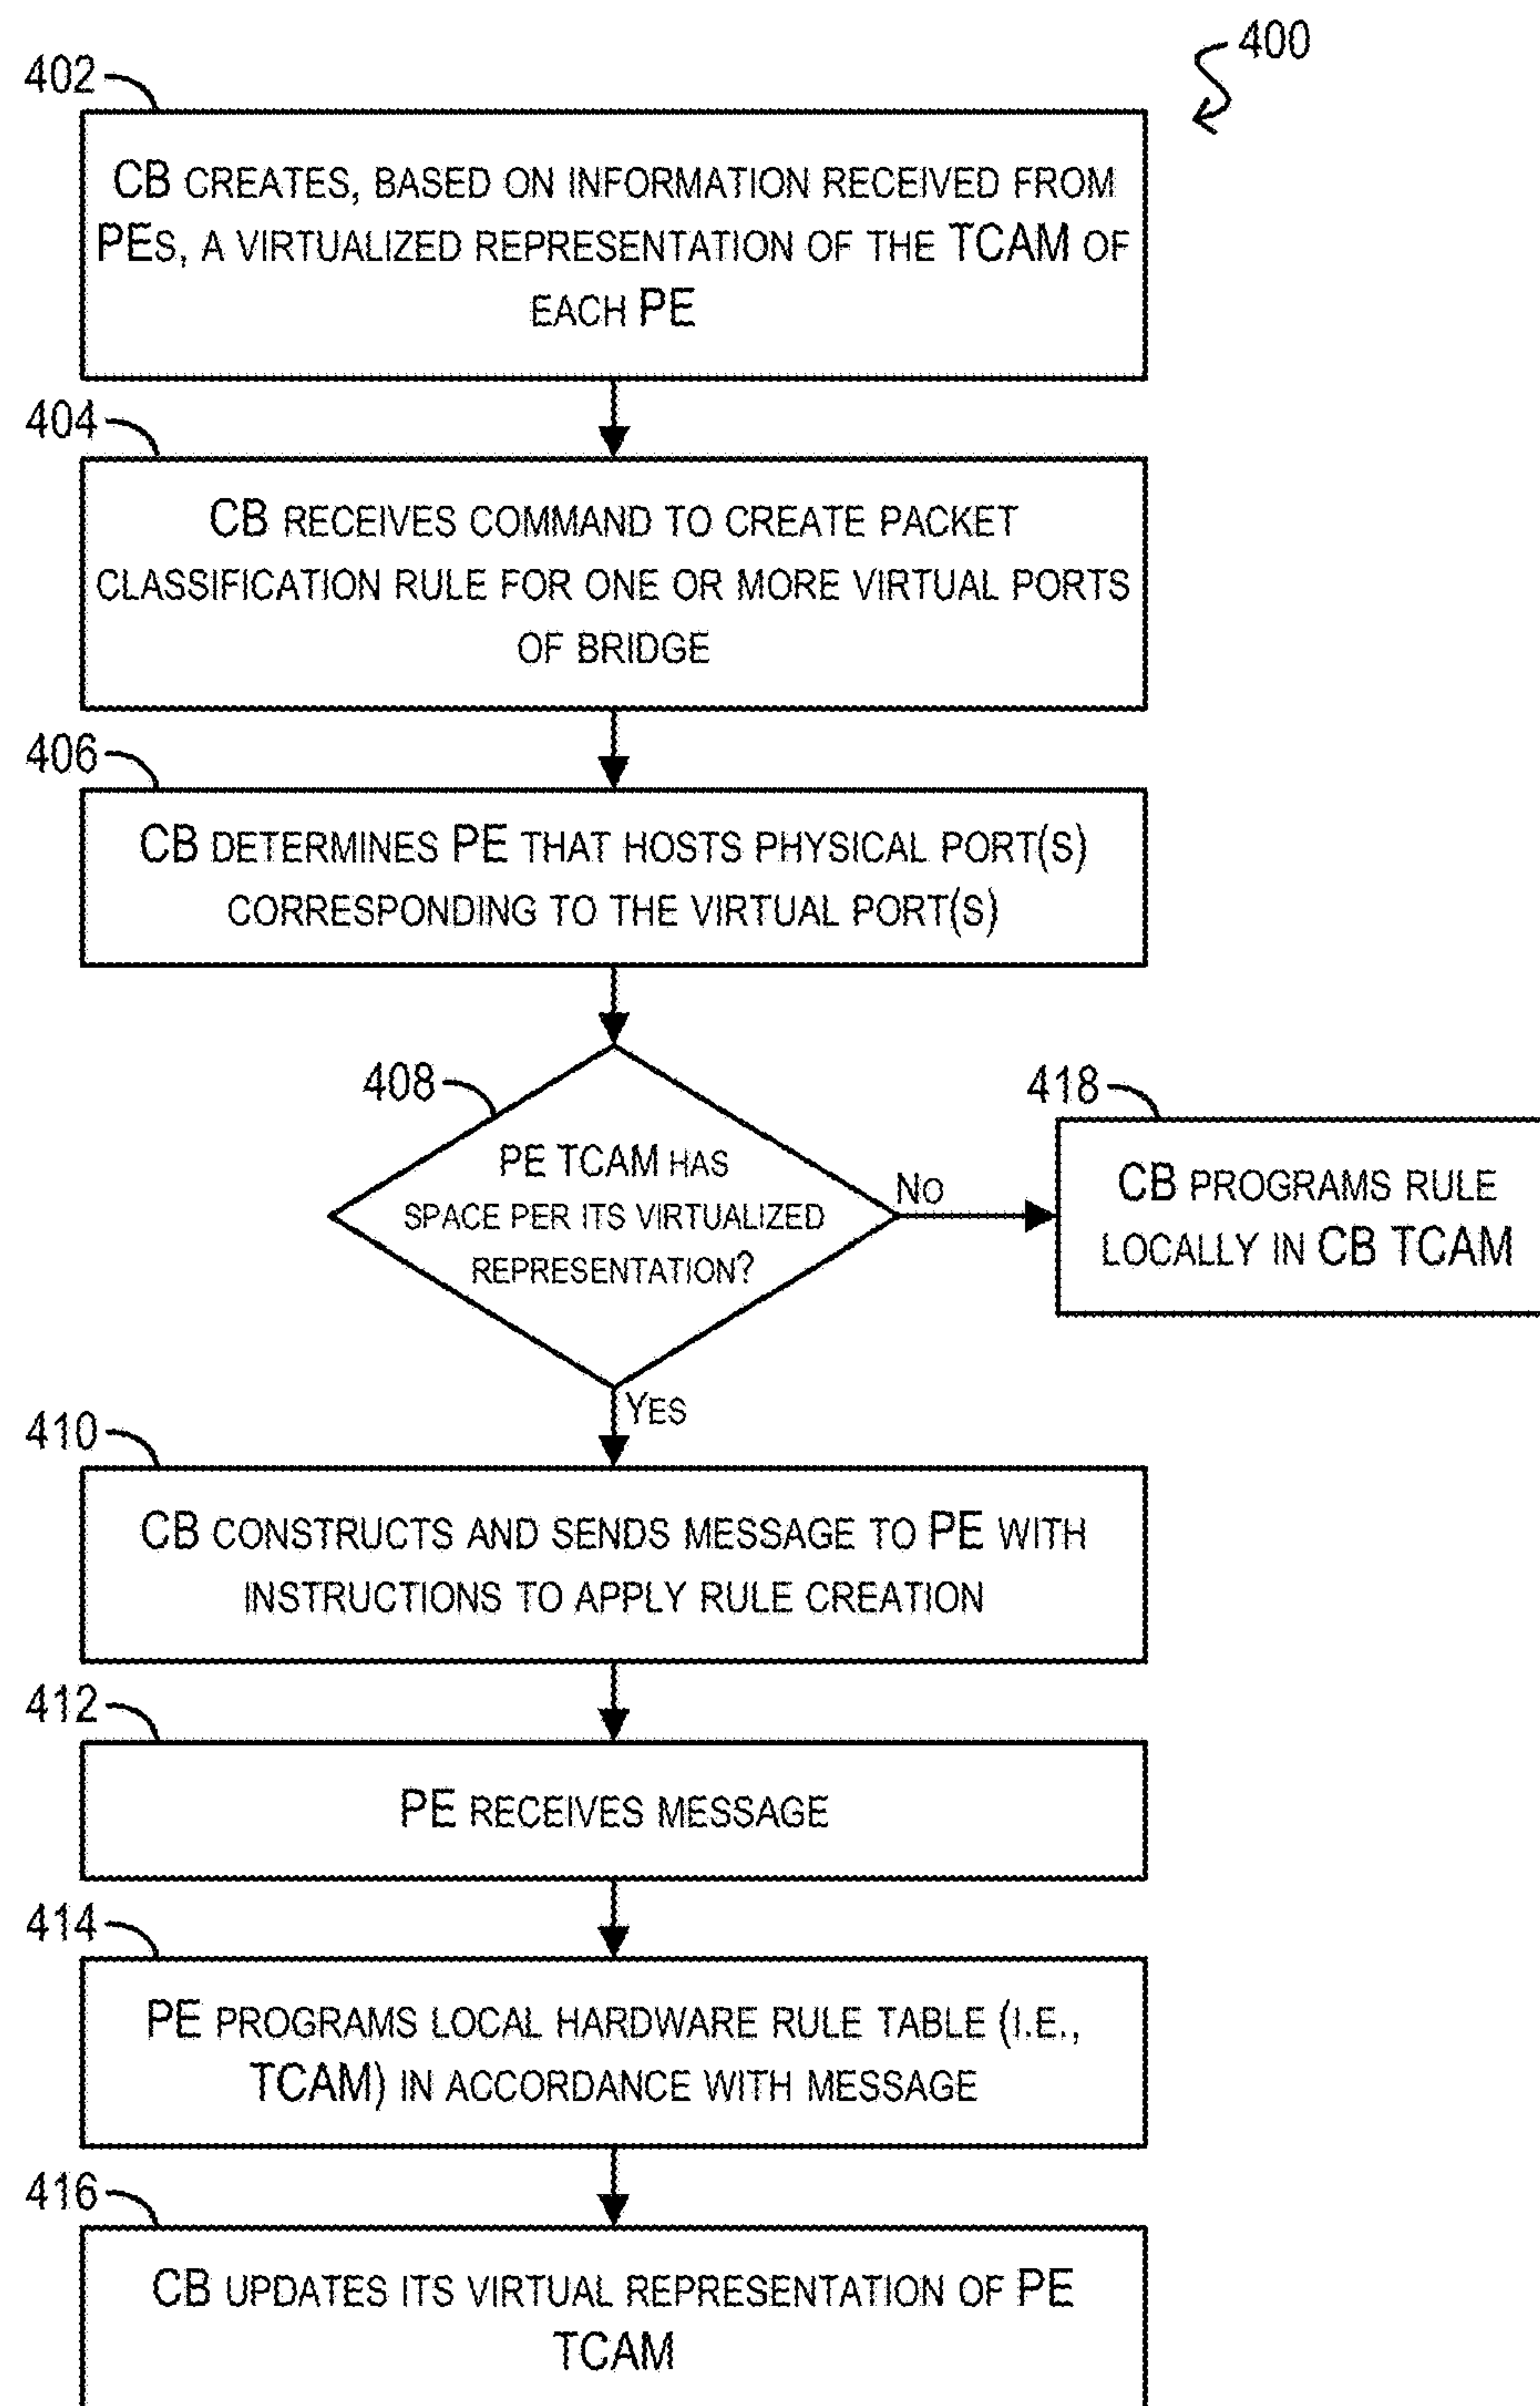 400
402
CB CREATES, BASED ON INFORMATION RECEIVED FROM
PES, A VIRTUALIZED REPRESENTATION OF THE TCAM OF
EACH PE
404
CB RECEIVES COMMAND TO CREATE PACKET
CLASSIFICATION RULE FOR ONE OR MORE VIRTUAL PORTS
OF BRIDGE
406
CB DETERMINES PE THAT HOSTS PHYSICAL PORT(S)
CORRESPONDING TO THE VIRTUAL PORT(S)
408
PE TCAM HAS
SPACE PER ITS VIRTUALIZED
REPRESENTATION?
NO
418
CB PROGRAMS RULE
LOCALLY IN CB TCAM
YES
410
CB CONSTRUCTS AND SENDS MESSAGE TO PE WITH
INSTRUCTIONS TO APPLY RULE CREATION
412
PE RECEIVES MESSAGE
414
PE PROGRAMS LOCAL HARDWARE RULE TABLE (I.E.,
TCAM) IN ACCORDANCE WITH MESSAGE
416
CB UPDATES ITS VIRTUAL REPRESENTATION OF PE
TCAM